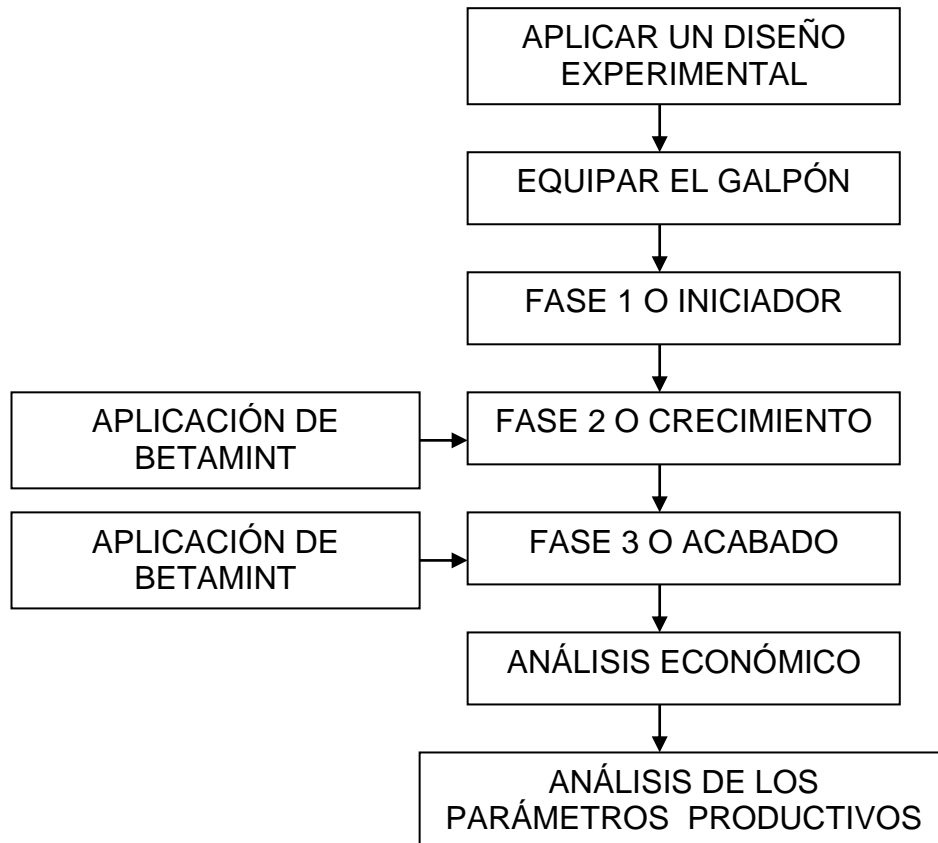 APLICAR UN DISEÑO
EXPERIMENTAL
EQUIPAR EL GALPÓN
FASE 1 O INICIADOR
APLICACIÓN DE
BETAMINT
FASE 2 O CRECIMIENTO
APLICACIÓN DE
BETAMINT
FASE 3 O ACABADO
ANÁLISIS ECONÓMICO
ANÁLISIS DE LOS
PARÁMETROS PRODUCTIVOS